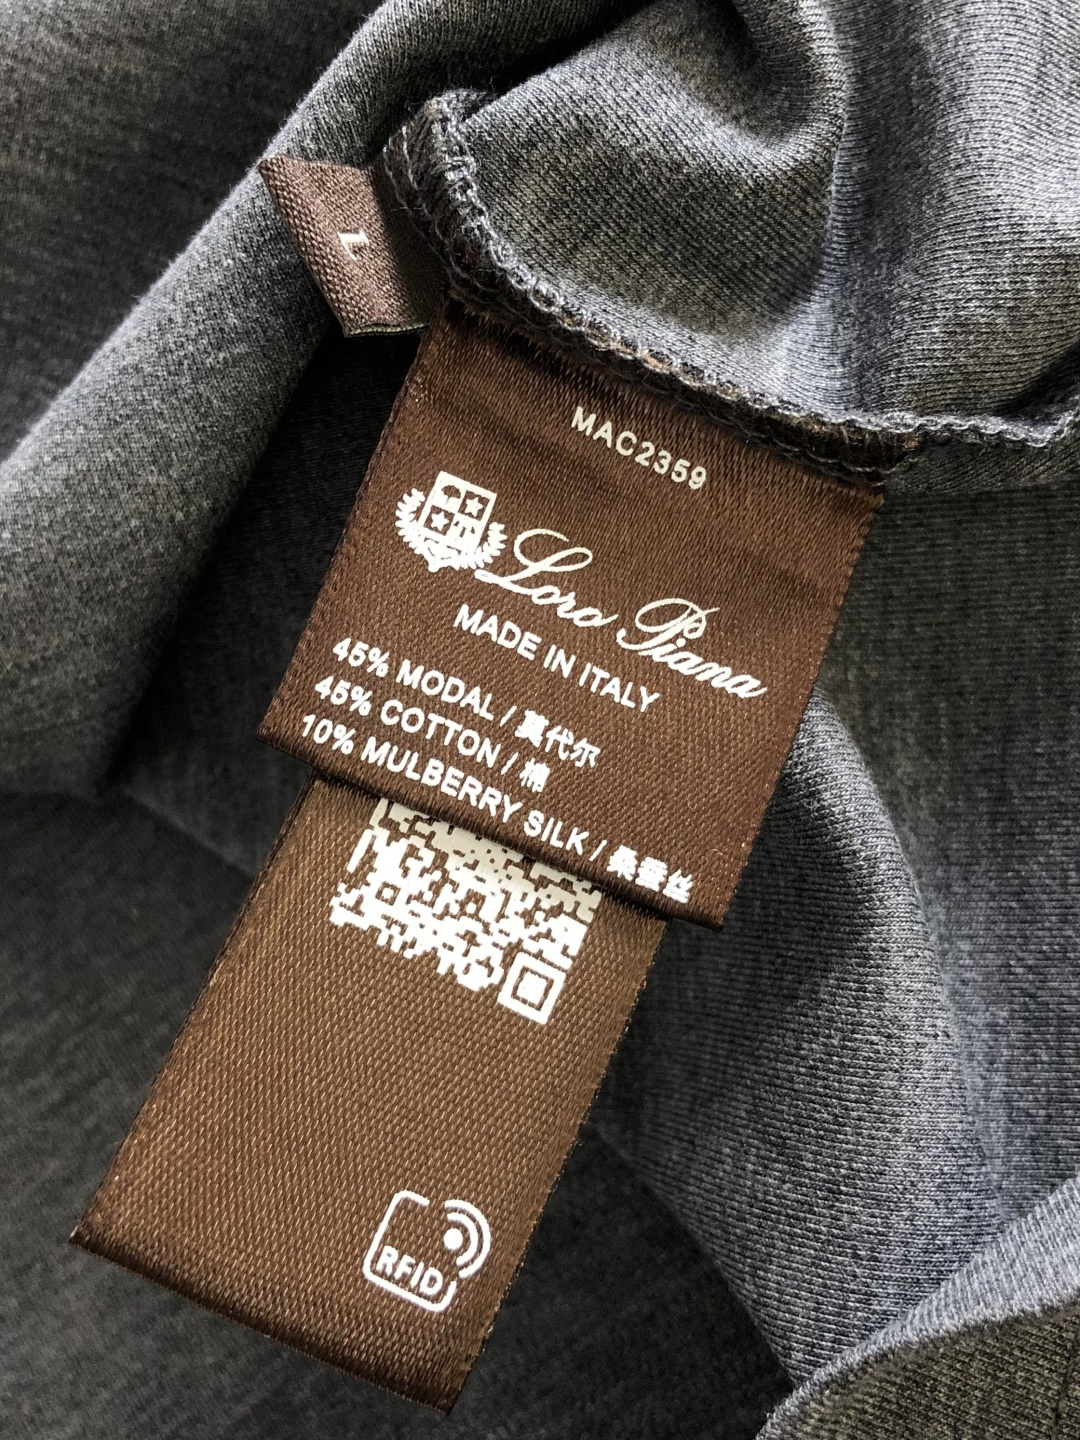 L
MAC2359
Loro Piana
MADE IN ITALY
45% MODAL / 莫代尔
45% COTTON / 棉
10% MULBERRY SILK / 桑蚕丝
RFID